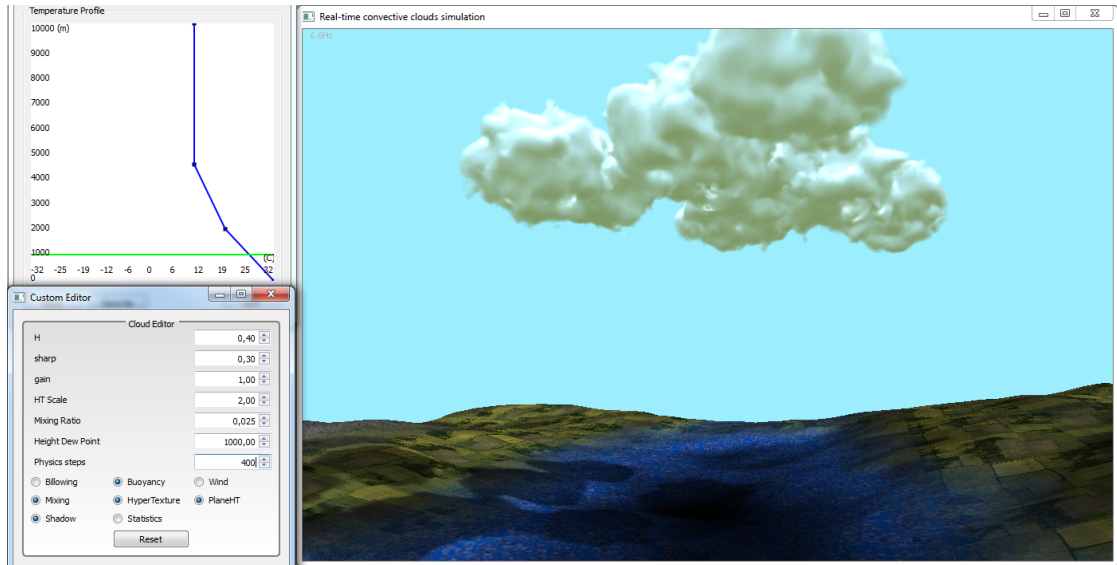 Temperature Profile
10000 (m)
9000
8000
7000
6000
5000
4000
3000
2000
1000
(C)
-32 -25 -19 -12 -6 0 6 12 19 25 32
0
Custom Editor
Cloud Editor
H 0,40
sharp 0,30
gain 1,00
HT Scale 2,00
Mixing Ratio 0,025
Height Dew Point 1000,00
Physics steps 400
Billowing Buoyancy Wind
Mixing HyperTexture PlaneHT
Shadow Statistics
Reset
Real-time convective clouds simulation
6.6Hz